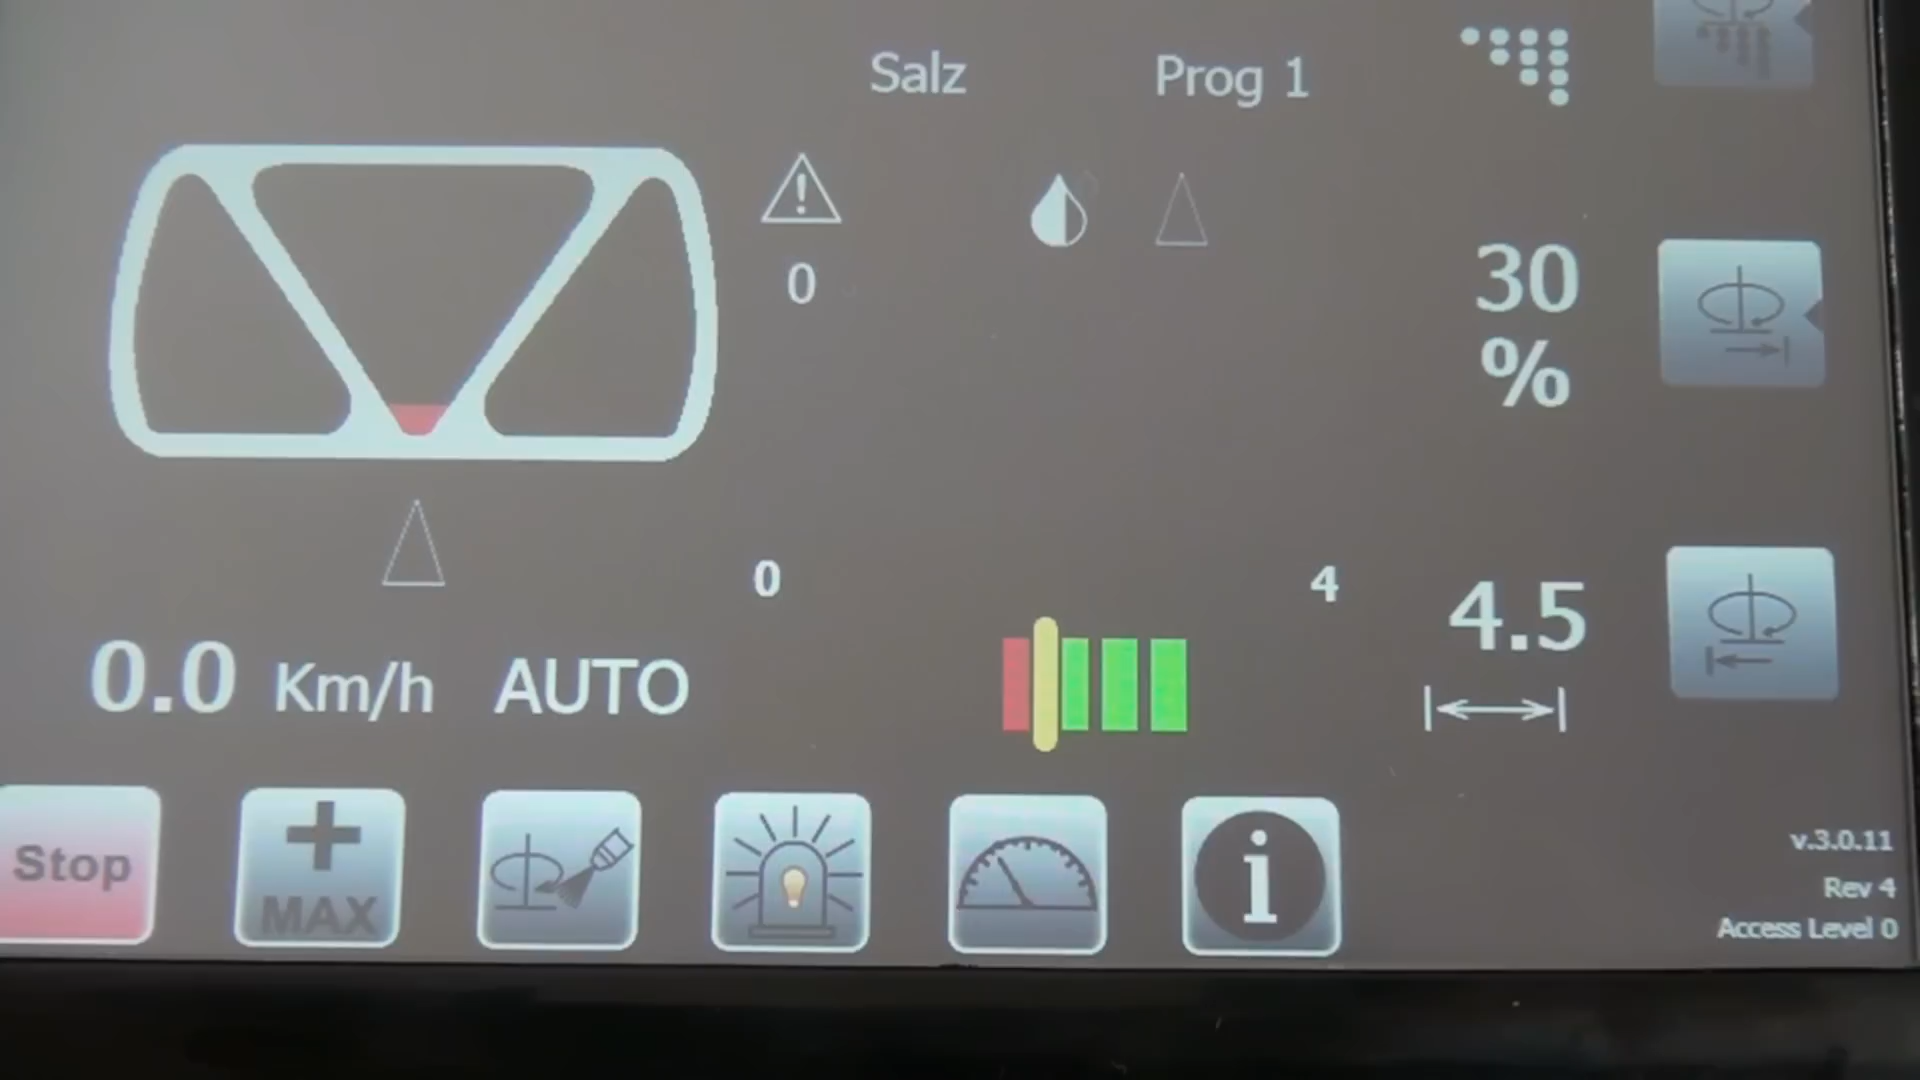 Salz
Prog 1
0
30
%
0
4
4.5
0.0 Km/h AUTO
Stop
MAX
i
v.3.0.11
Rev 4
Access Level 0